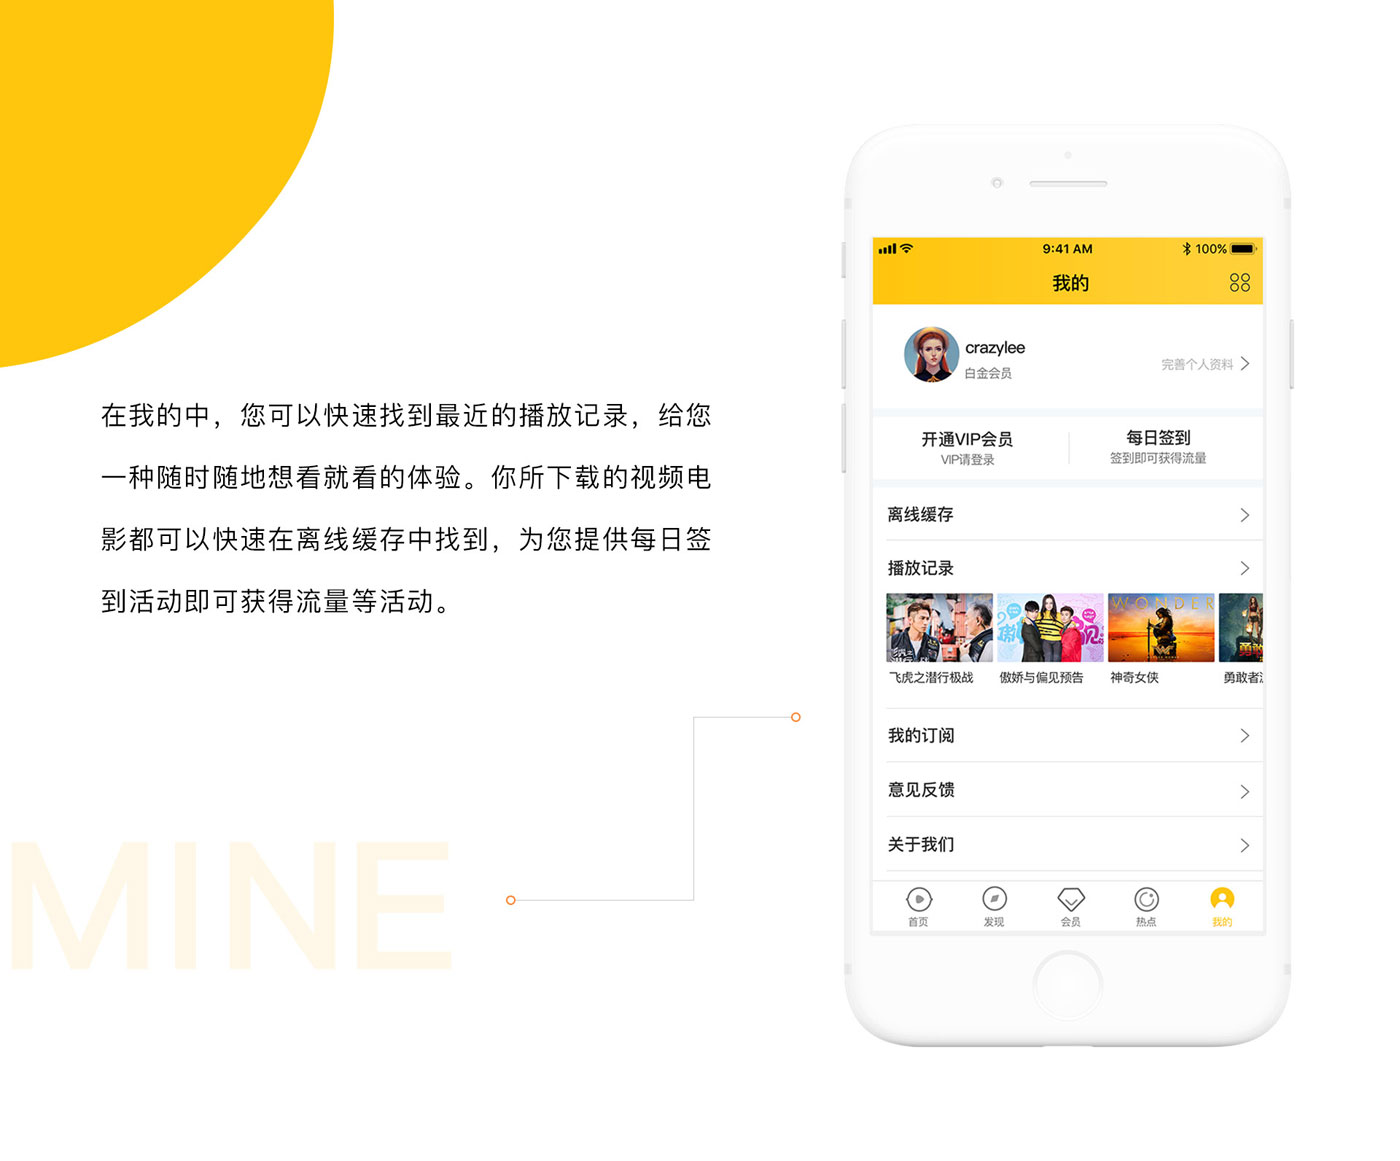 在我的中，您可以快速找到最近的播放记录，给您
一种随时随地想看就看的体验。你所下载的视频电
影都可以快速在离线缓存中找到，为您提供每日签
到活动即可获得流量等活动。
MINE
9:41 AM
100%
我的
crazylee
白金会员
完善个人资料
开通VIP会员
VIP请登录
每日签到
签到即可获得流量
离线缓存
播放记录
WONDER
飞虎之潜行极战
傲娇与偏见预告
神奇女侠
勇敢者
我的订阅
意见反馈
关于我们
首页
发现
会员
热点
我的